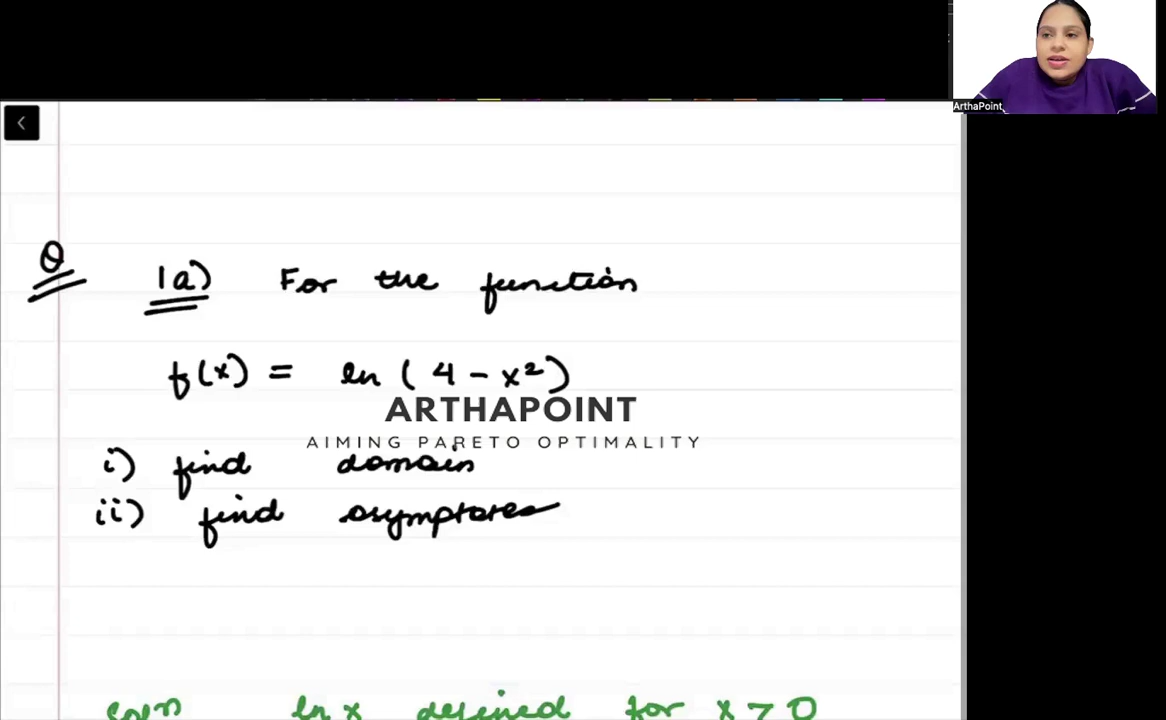 ArthaPoint
Q 1a) For the function
f(x) = ln (4 - x²)
ARTHAPOINT
AIMING PARETO OPTIMALITY
i) find domain
ii) find asymptotes
soln ln x defined for x > 0